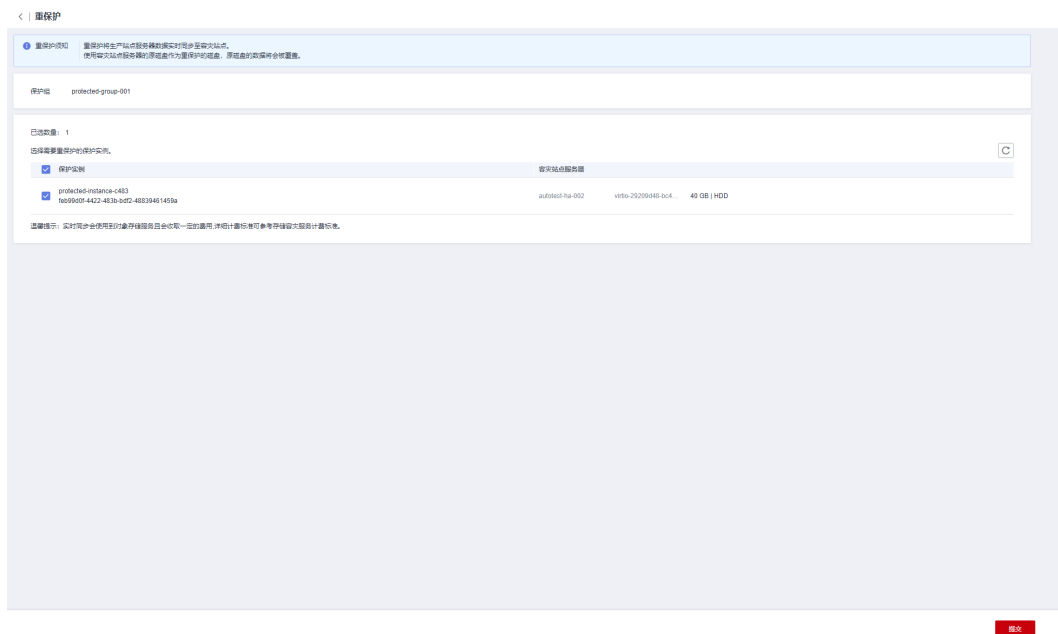 重保护
重保护须知
重保护将生产站点服务器数据实时同步至容灾站点。
使用容灾站点服务器的原磁盘作为重保护的磁盘，原磁盘的数据将会被覆盖。
保护组 protected-group-001
已选数量： 1
选择需要重保护的保护实例。
保护实例 容灾站点服务器
protected-instance-c483
feb99d0f-4422-483b-bdf2-48839461459a
autotest-ha-002 virtio-29209d48-bc4... 40 GB | HDD
温馨提示：实时同步会使用到对象存储服务且会收取一定的费用,详细计费标准可参考存储容灾服务计费标准。
提交